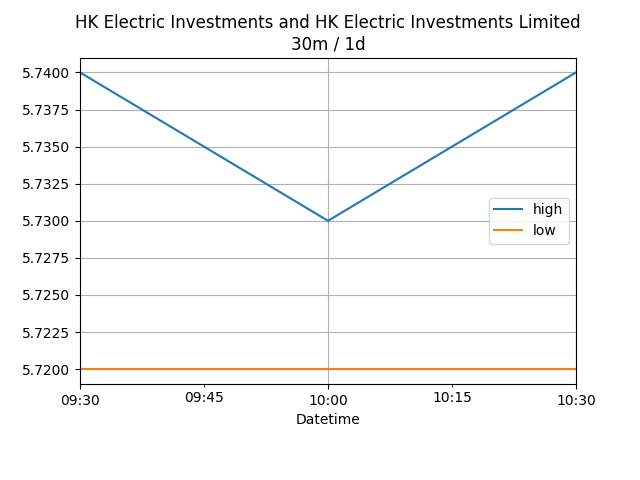 HK Electric Investments and HK Electric Investments Limited
30m / 1d
5.7400
5.7375
5.7350
5.7325
5.7300
5.7275
5.7250
5.7225
5.7200
high
low
09:30
09:45
10:00
10:15
10:30
Datetime